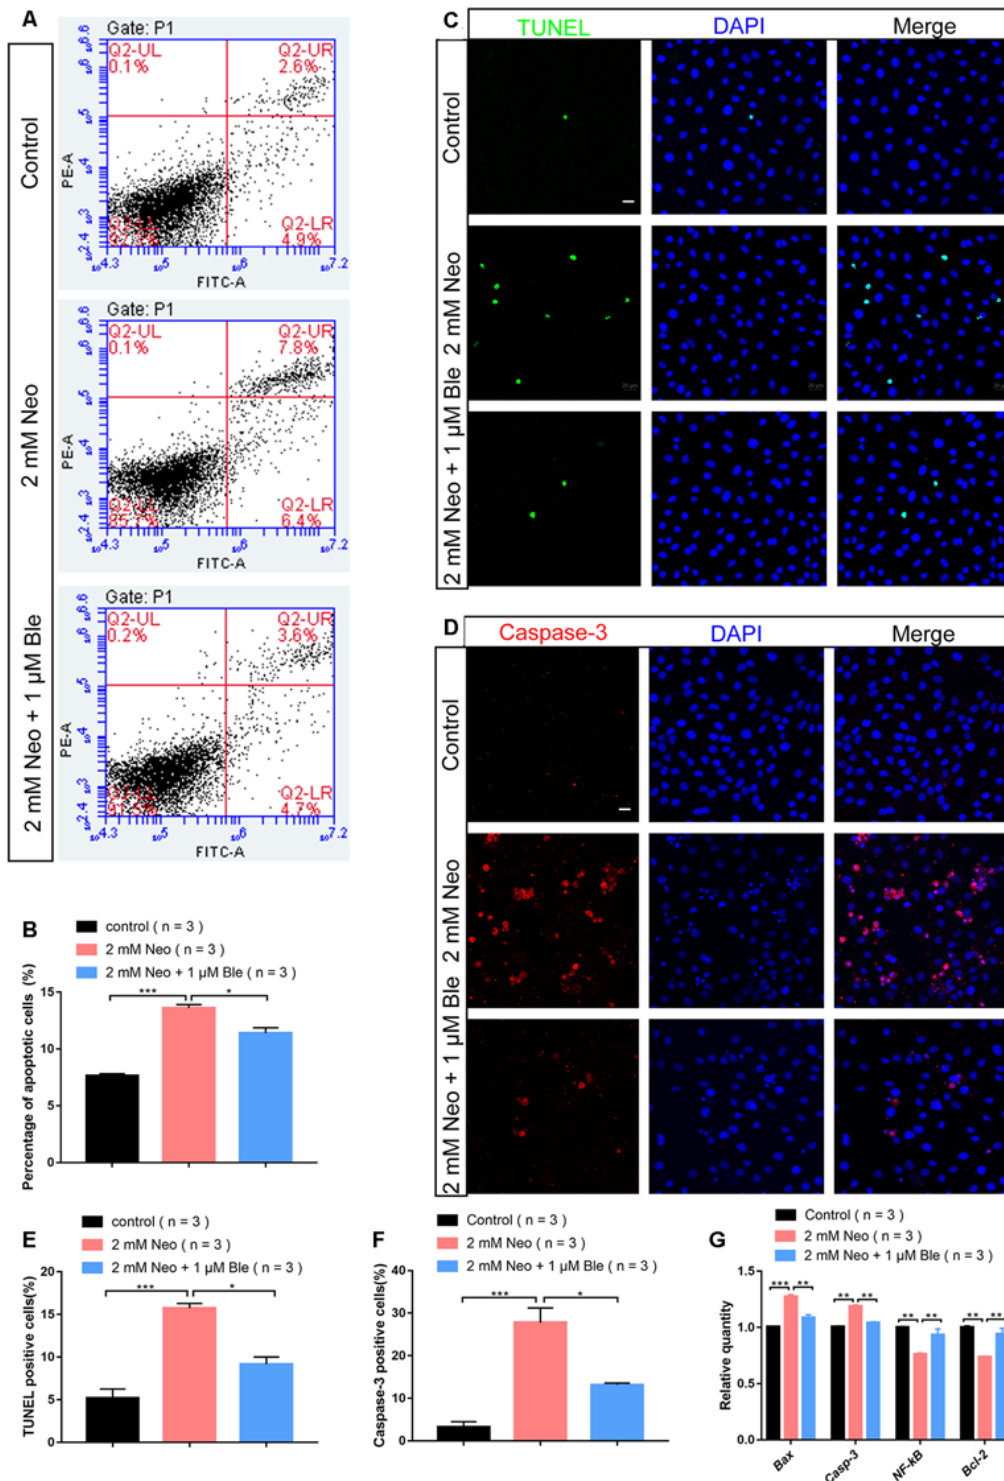 A
Control
2 mM Neo
2 mM Neo + 1 µM Ble
Gate: P1
Q2-UL
0.1%
Q2-UR
2.6%
Q2-LR
4.9%
PE-A
FITC-A
Gate: P1
Q2-UL
0.1%
Q2-UR
7.8%
Q2-LR
6.4%
PE-A
FITC-A
Gate: P1
Q2-UL
0.2%
Q2-UR
3.6%
Q2-LR
4.7%
PE-A
FITC-A
B
control ( n = 3 )
2 mM Neo ( n = 3 )
2 mM Neo + 1 µM Ble ( n = 3 )
Percentage of apoptotic cells (%)
15
10
5
0
***
*
C
TUNEL
DAPI
Merge
Control
2 mM Neo
2 mM Neo + 1 µM Ble
D
Caspase-3
DAPI
Merge
Control
2 mM Neo
2 mM Neo + 1 µM Ble
E
control ( n = 3 )
2 mM Neo ( n = 3 )
2 mM Neo + 1 µM Ble ( n = 3 )
TUNEL positive cells(%)
20
15
10
5
0
***
*
F
Control ( n = 3 )
2 mM Neo ( n = 3 )
2 mM Neo + 1 µM Ble ( n = 3 )
Caspase-3 positive cells(%)
40
30
20
10
0
***
*
G
Control ( n = 3 )
2 mM Neo ( n = 3 )
2 mM Neo + 1 µM Ble ( n = 3 )
Relative quantity
1.5
1.0
0.5
0.0
*** **
** **
** **
** **
Bax
Casp-3
NF-kB
Bcl-2